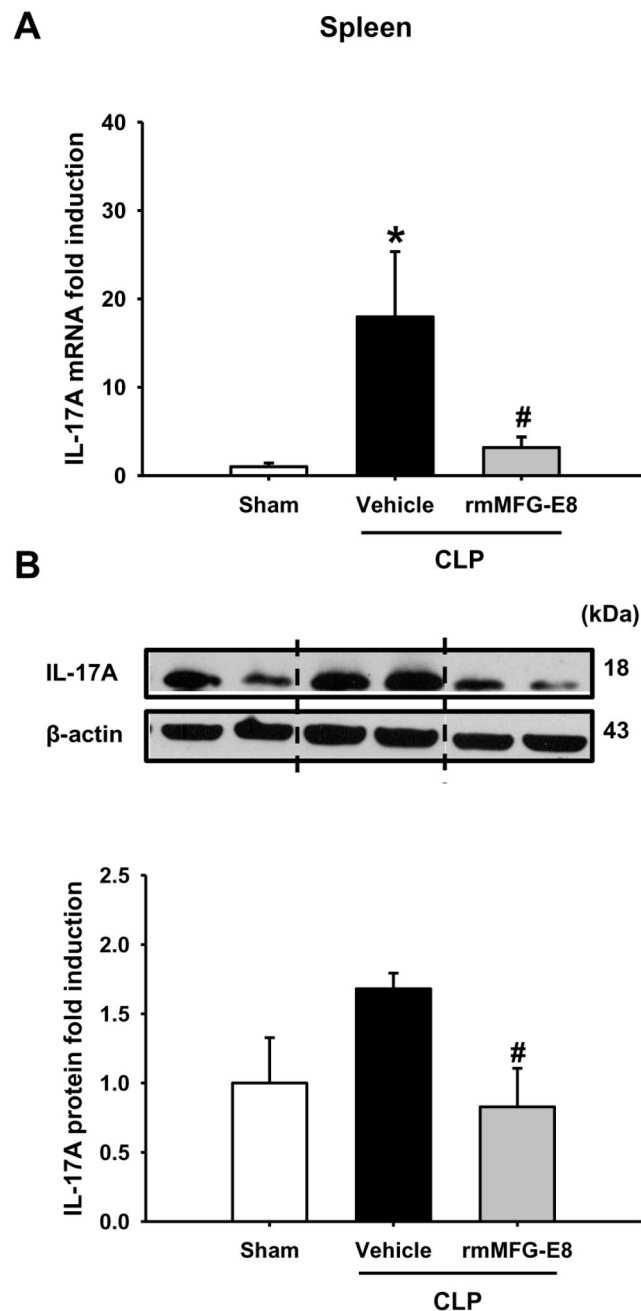 A
Spleen
IL-17A mRNA fold induction
40
30
20
10
0
*
#
Sham Vehicle rmMFG-E8
CLP
B
(kDa)
IL-17A 18
β-actin 43
IL-17A protein fold induction
2.5
2.0
1.5
1.0
0.5
0.0
#
Sham Vehicle rmMFG-E8
CLP